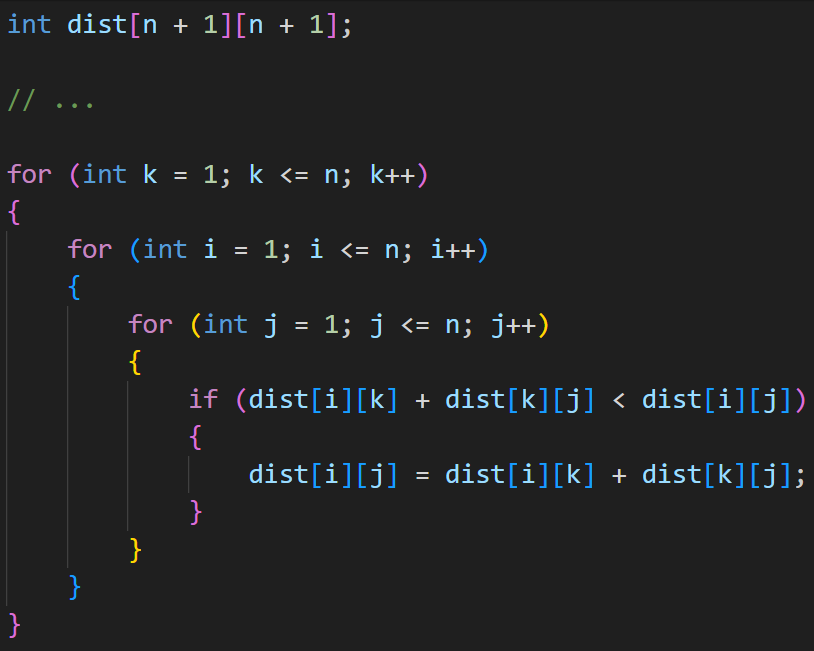 int dist[n + 1][n + 1];
// ...
for (int k = 1; k <= n; k++)
{
for (int i = 1; i <= n; i++)
{
for (int j = 1; j <= n; j++)
{
if (dist[i][k] + dist[k][j] < dist[i][j])
{
dist[i][j] = dist[i][k] + dist[k][j];
}
}
}
}